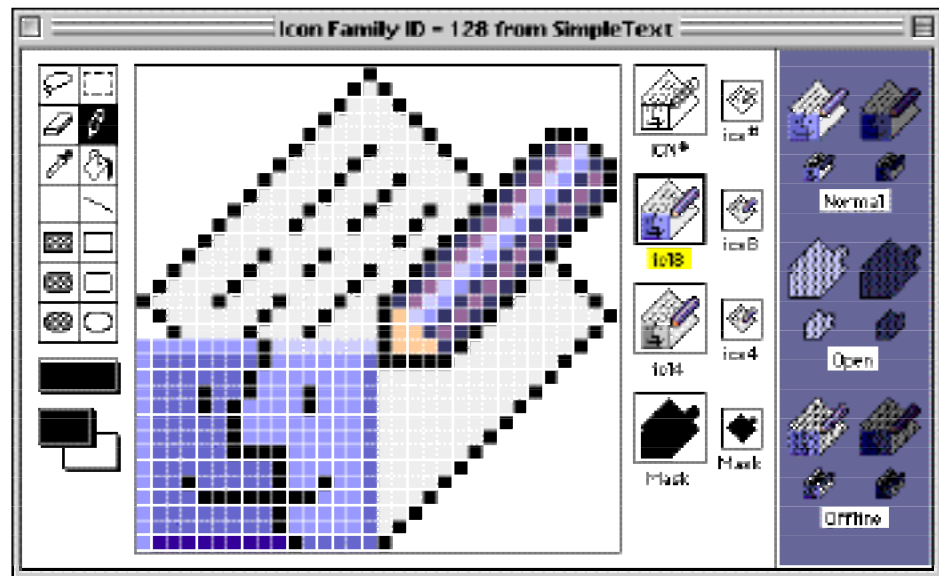 Icon Family ID = 128 from SimpleText
ICN#
ics#
icl8
ics8
icl4
ics4
Mask
Mask
Normal
Open
Offline